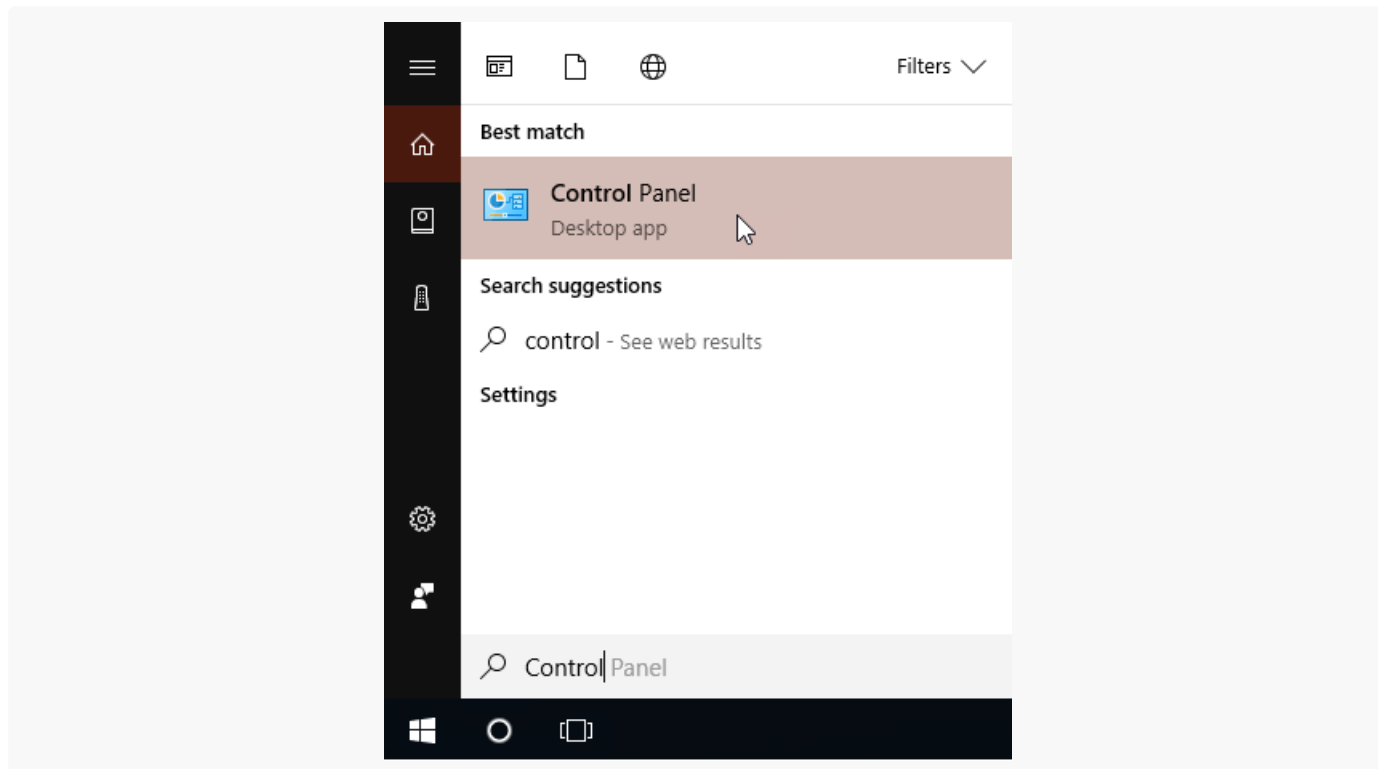 Filters
Best match
Control Panel
Desktop app
Search suggestions
control - See web results
Settings
Control Panel